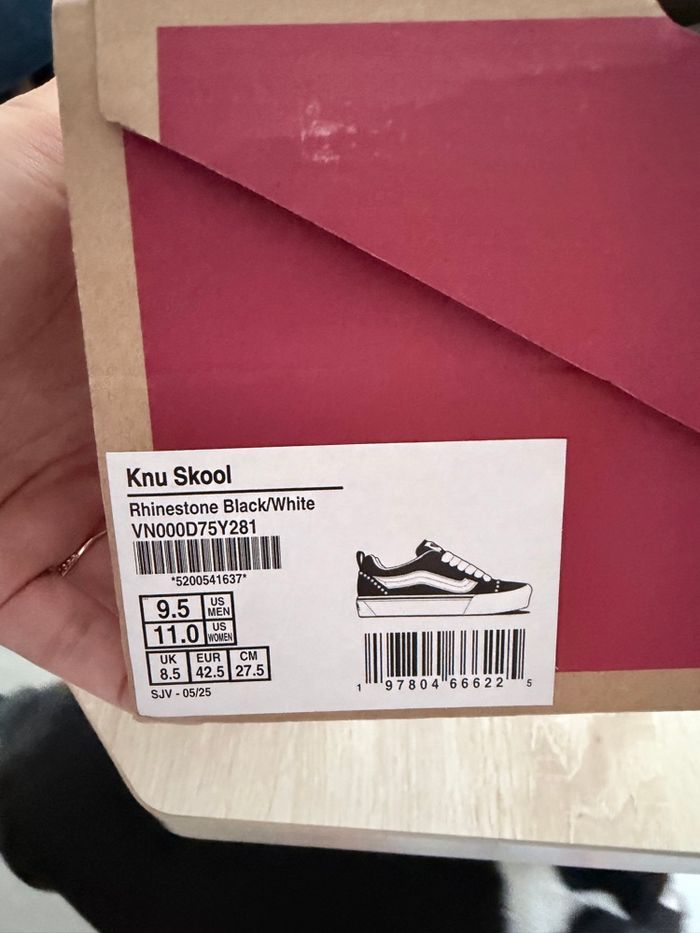 Knu Skool
Rhinestone Black/White
VN000D75Y281
*5200541637*
9.5 US MEN
11.0 US WOMEN
UK EUR CM
8.5 42.5 27.5
SJV - 05/25
1 97804 66622 5